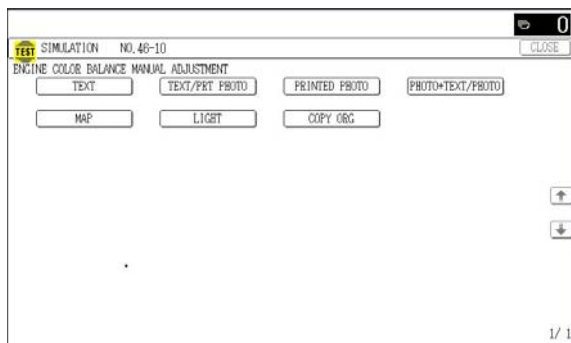 0
TEST SIMULATION NO.46-10 CLOSE
ENGINE COLOR BALANCE MANUAL ADJUSTMENT
TEXT TEXT/PRT PHOTO PRINTED PHOTO PHOTO+TEXT/PHOTO
MAP LIGHT COPY ORG
1/ 1